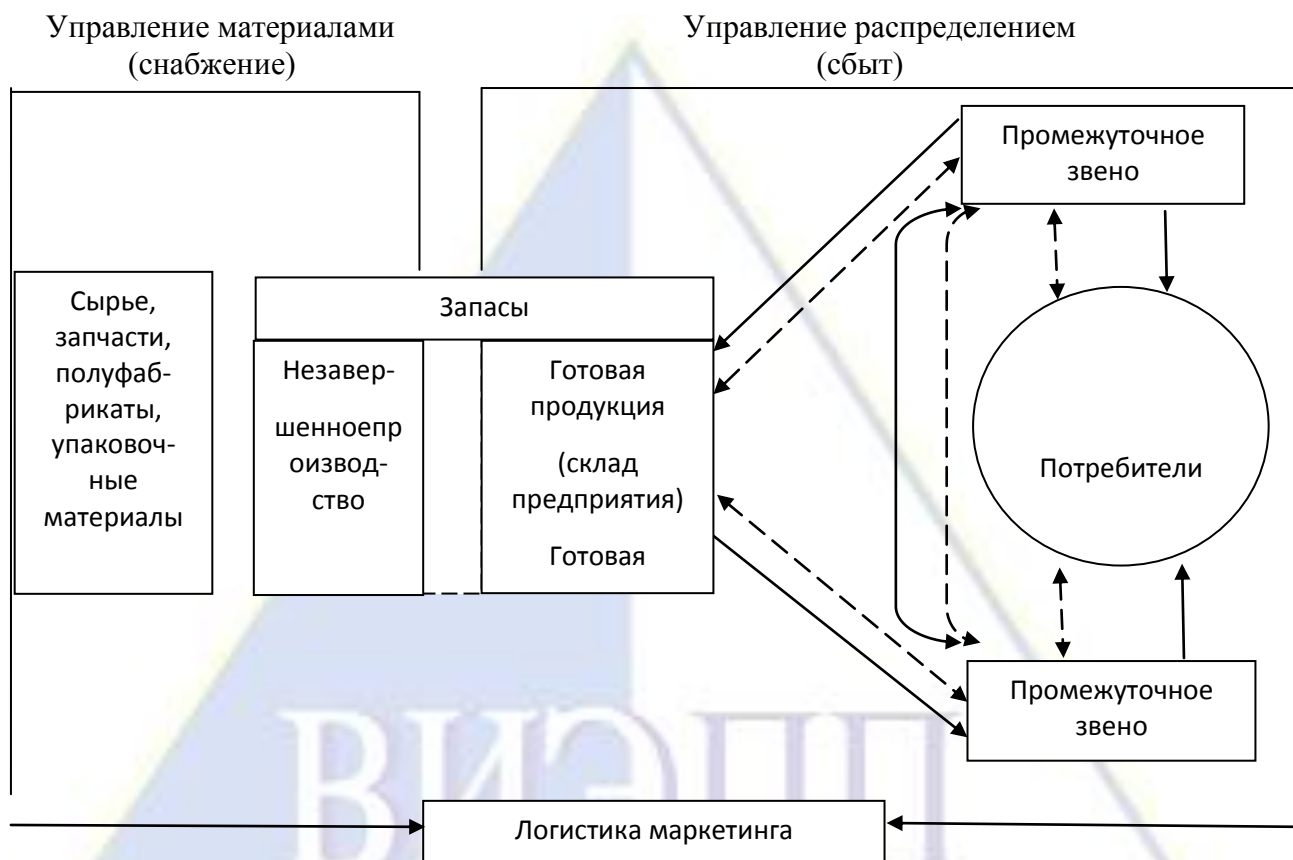 Управление материалами
(снабжение)
Управление распределением
(сбыт)
Промежуточное
звено
Сырье,
запчасти,
полуфаб-
рикаты,
упаковоч-
ные
материалы
Запасы
Незавер-
шенноепр
оизвод-
ство
Готовая
продукция
(склад
предприятия)
Готовая
Потребители
Промежуточное
звено
ВИЭПП
Логистика маркетинга